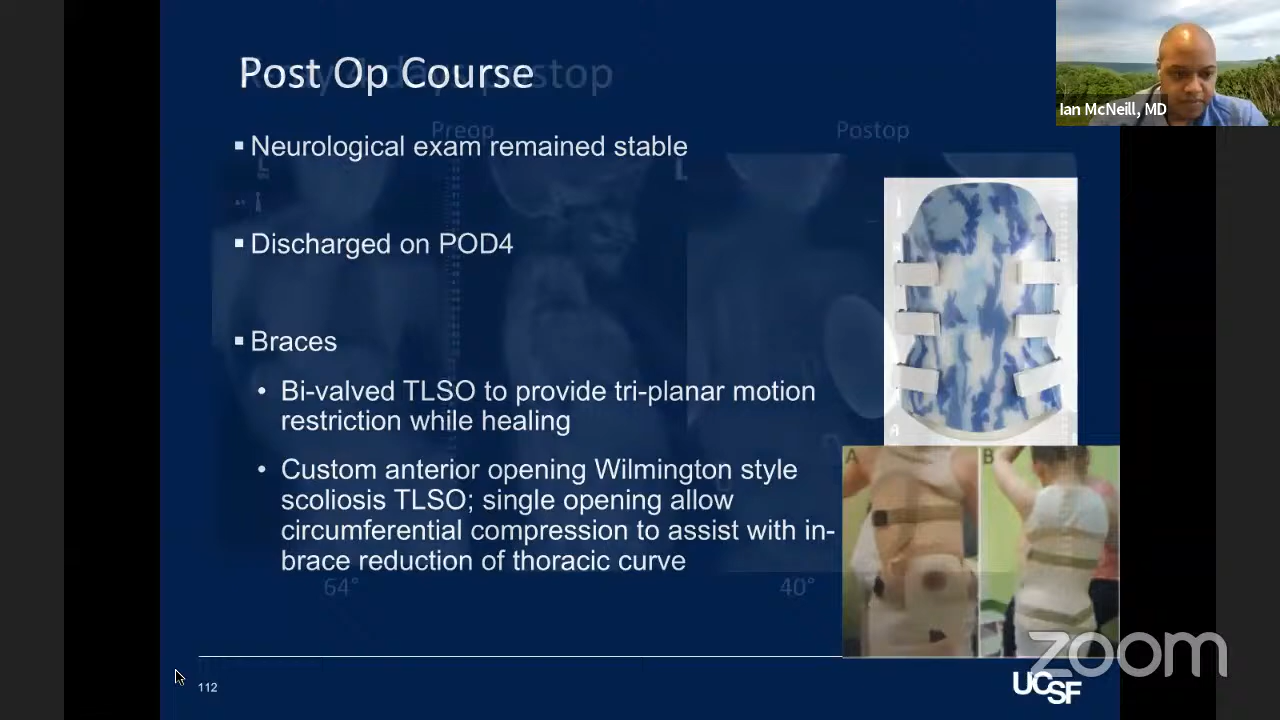 Post Op Course
Ian McNeill, MD
Preop
Postop
▪ Neurological exam remained stable
L
▪ Discharged on POD4
▪ Braces
• Bi-valved TLSO to provide tri-planar motion
restriction while healing
A
B
• Custom anterior opening Wilmington style
scoliosis TLSO; single opening allow
circumferential compression to assist with in-
brace reduction of thoracic curve
64°
40°
zoom
112
UCSF